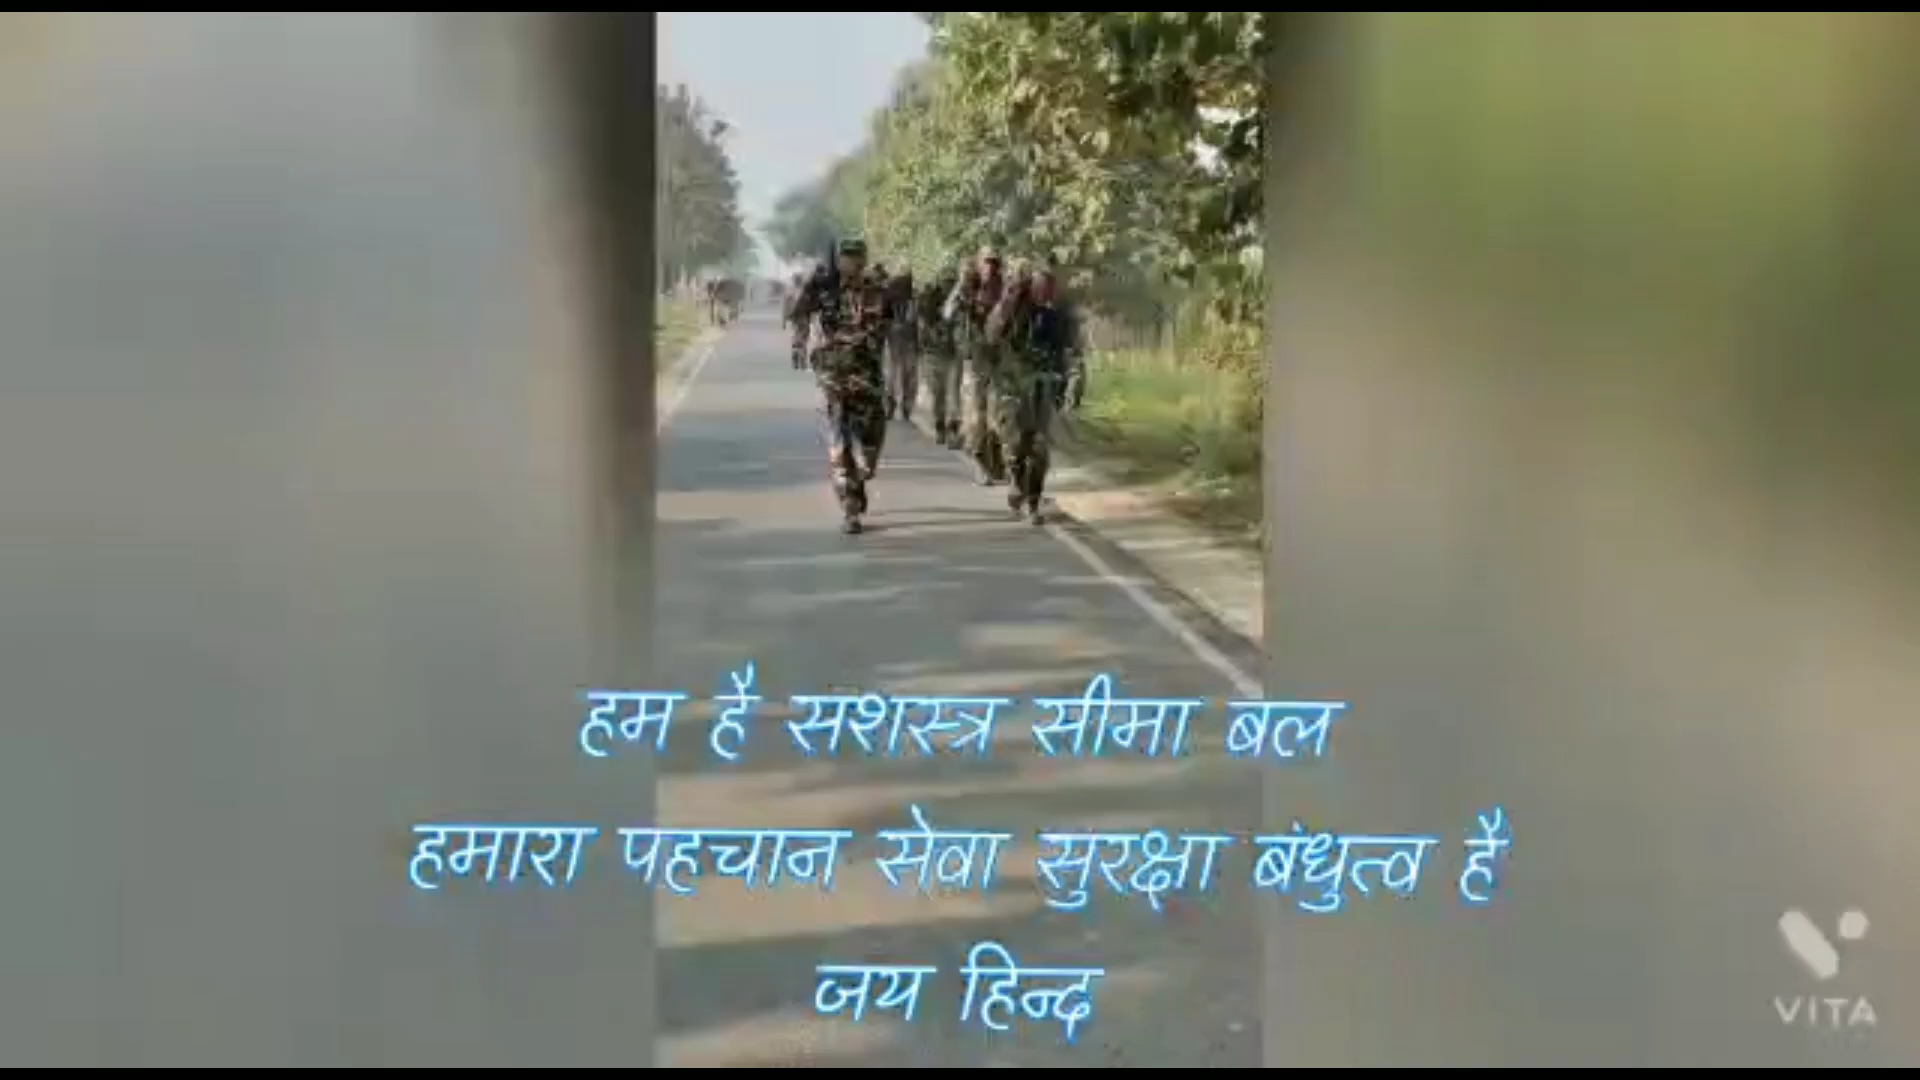 हम है सशस्त्र सीमा बल
हमारा पहचान सेवा सुरक्षा बंधुत्व है
जय हिन्द
VITA